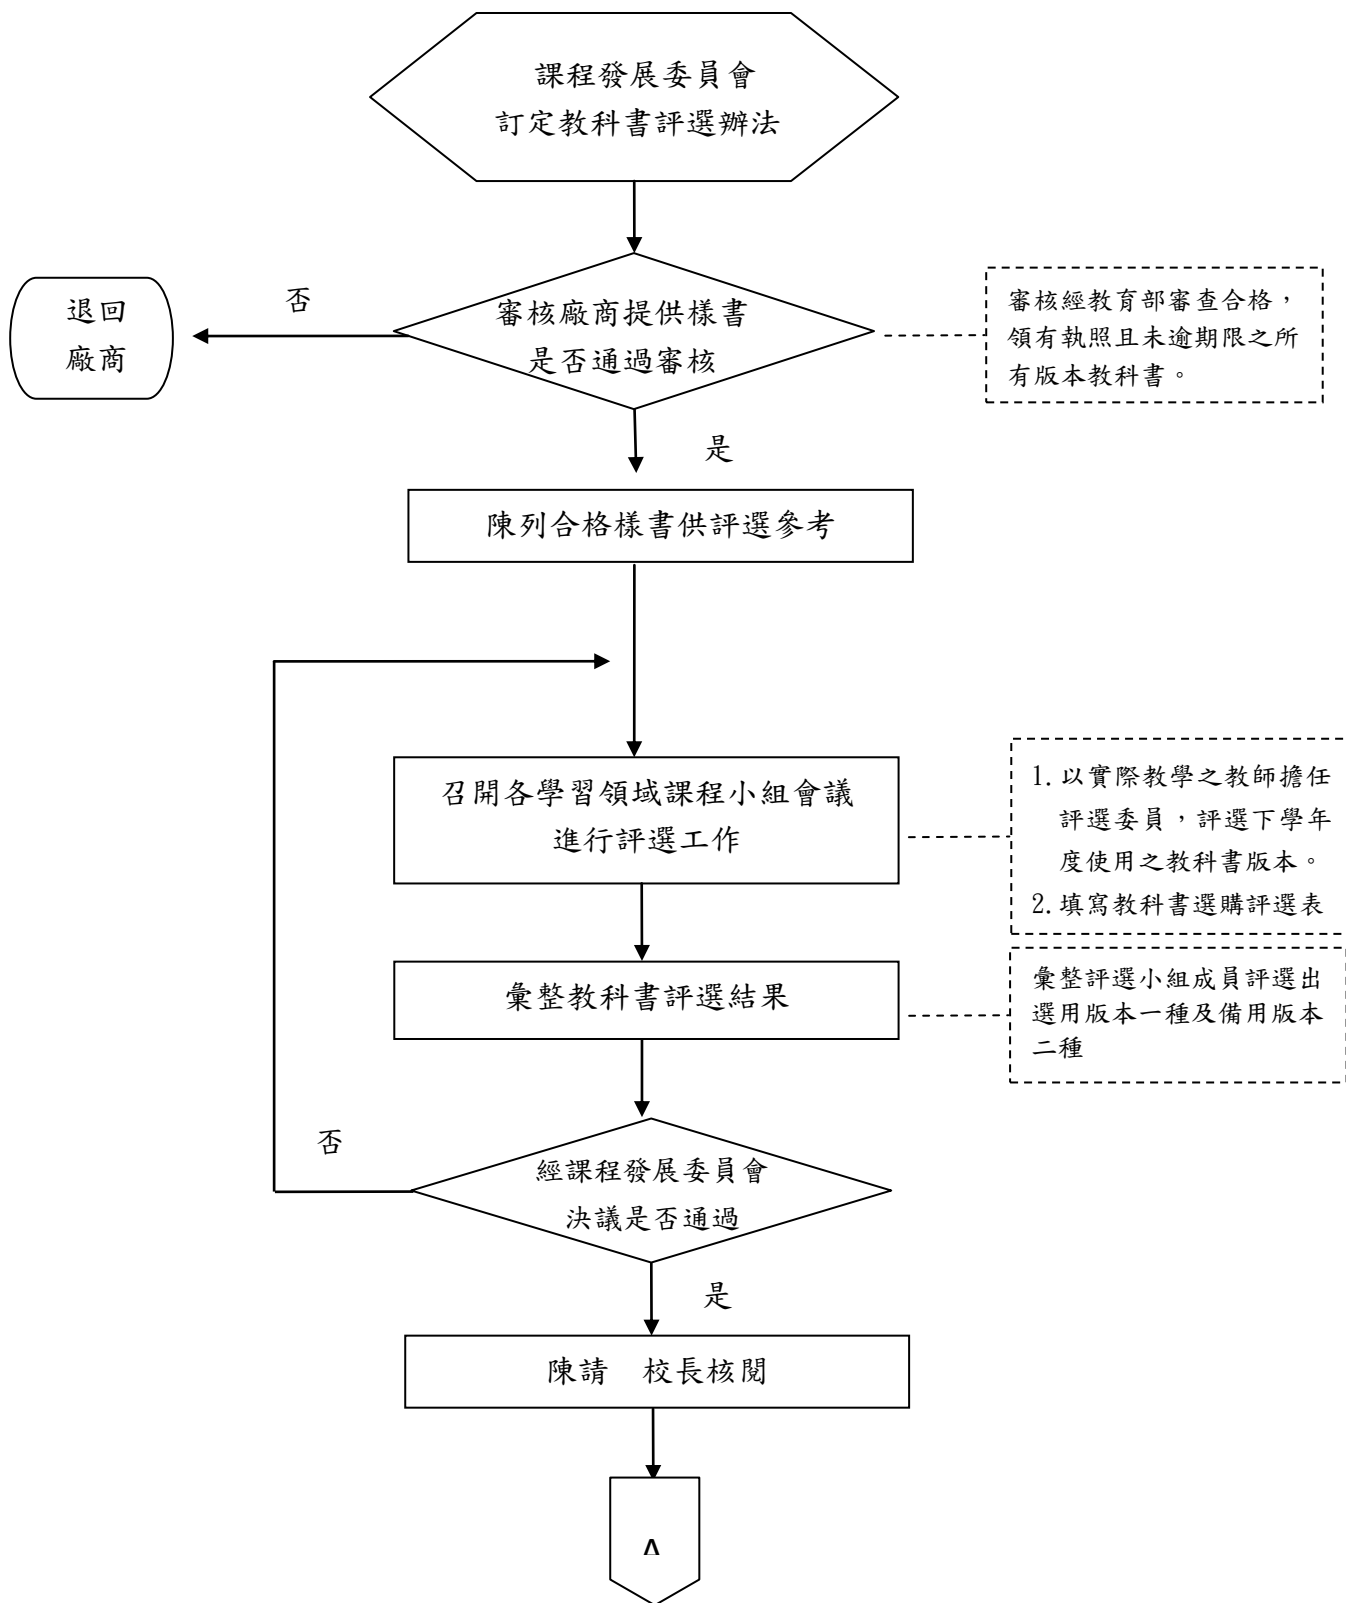 課程發展委員會
訂定教科書評選辦法
審核廠商提供樣書
是否通過審核
否
退回
廠商
審核經教育部審查合格，
領有執照且未逾期限之所
有版本教科書。
是
陳列合格樣書供評選參考
召開各學習領域課程小組會議
進行評選工作
1.以實際教學之教師擔任
評選委員，評選下學年
度使用之教科書版本。
2.填寫教科書選購評選表
彙整教科書評選結果
彙整評選小組成員評選出
選用版本一種及備用版本
二種
經課程發展委員會
決議是否通過
否
是
陳請　校長核閱
A